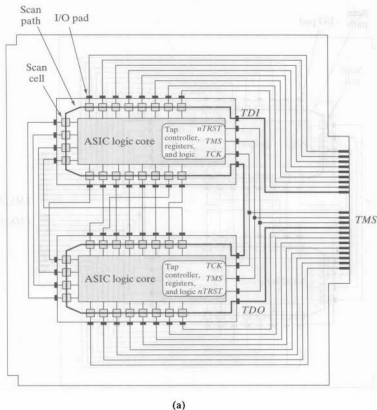 Scan
path
I/O pad
Scan
cell
TDI
ASIC logic core
Tap nTRST
controller,
registers, TMS
and logic TCK
TMS
ASIC logic core
Tap TCK
controller,
registers, TMS
and logic nTRST
TDO
(a)